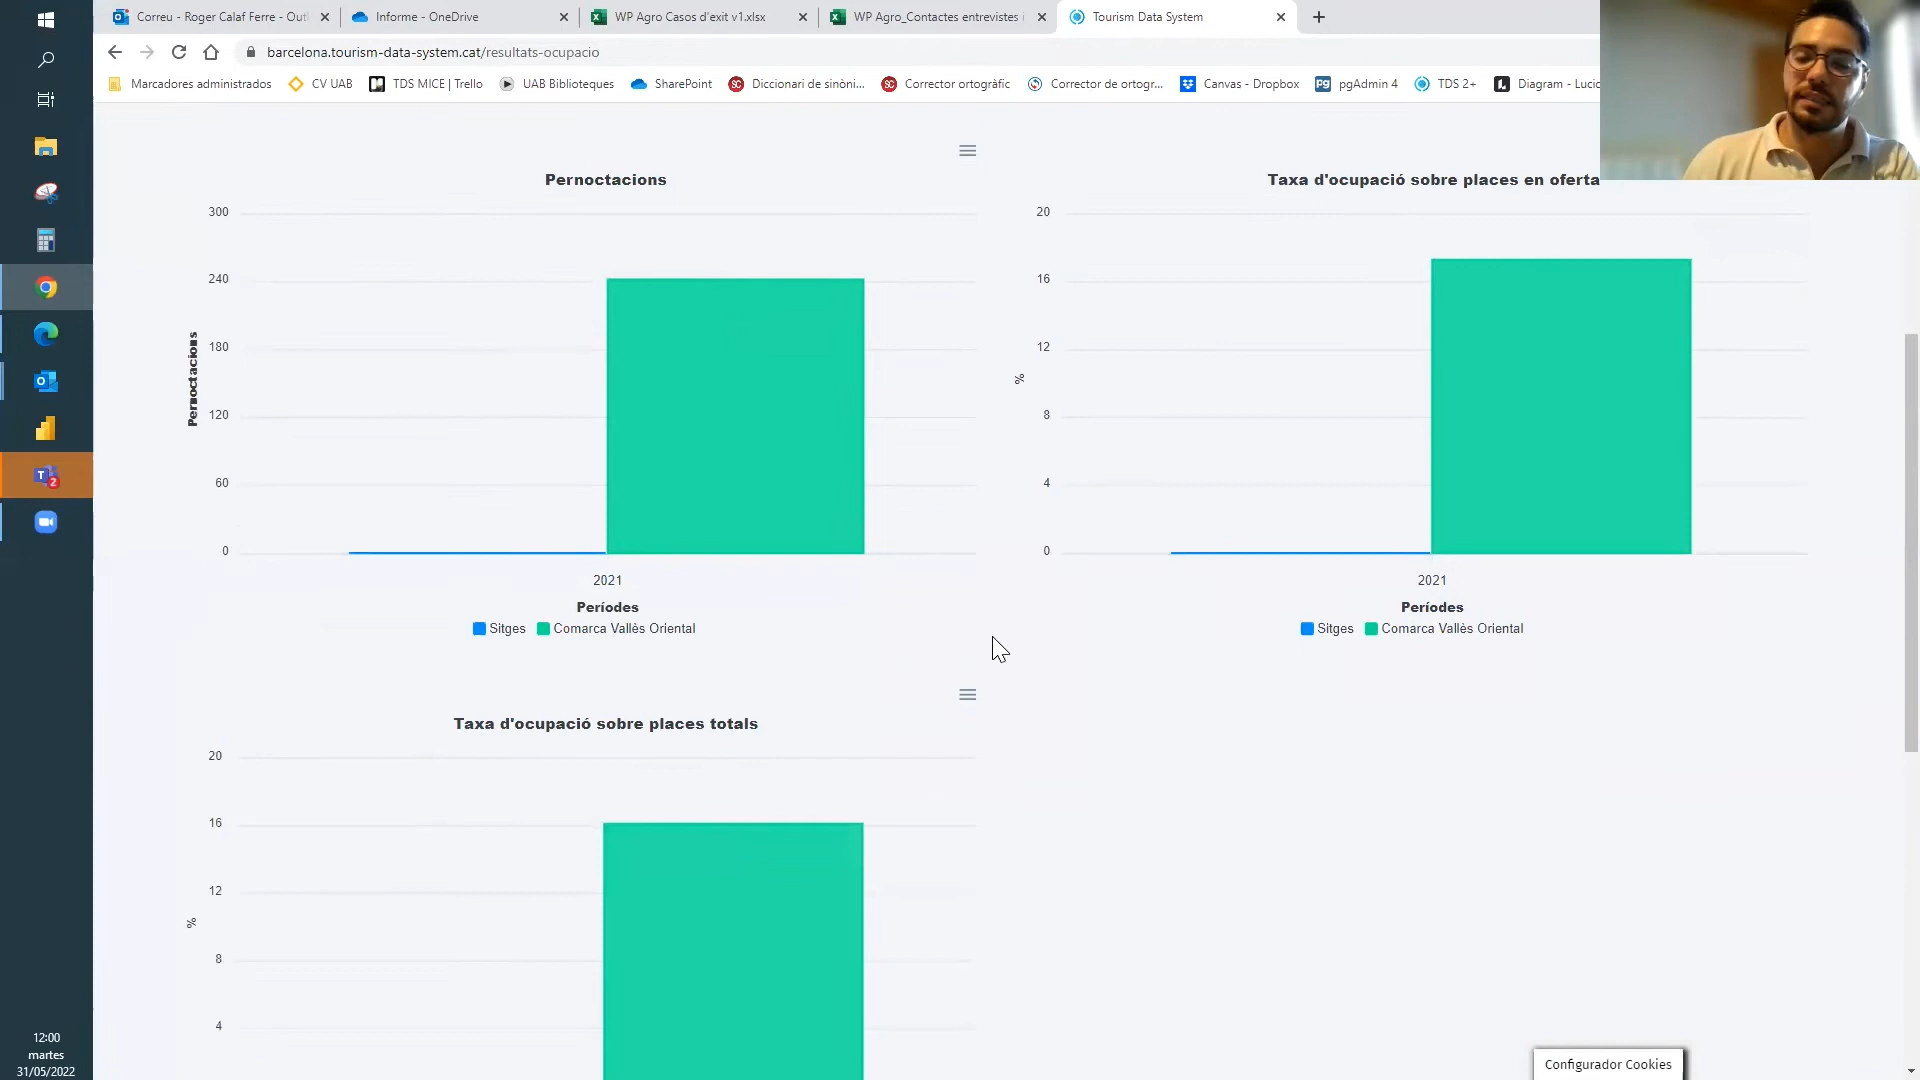 Correu - Roger Calaf Ferre - Out
Informe - OneDrive
WP Agro Casos d'exit v1.xlsx
WP Agro_Contactes entrevistes i
Tourism Data System
barcelona.tourism-data-system.cat/resultats-ocupacio
Marcadores administrados
CV UAB
TDS MICE | Trello
UAB Biblioteques
SharePoint
Diccionari de sinòni...
Corrector ortogràfic
Corrector de ortogr...
Canvas - Dropbox
pgAdmin 4
TDS 2+
Diagram - Lucic
Pernoctacions
300
240
180
120
60
0
Pernoctacions
2021
Períodes
Sitges
Comarca Vallès Oriental
Taxa d'ocupació sobre places en oferta
20
16
12
8
4
0
%
2021
Períodes
Sitges
Comarca Vallès Oriental
Taxa d'ocupació sobre places totals
20
16
12
8
4
%
Configurador Cookies
12:00
martes
31/05/2022